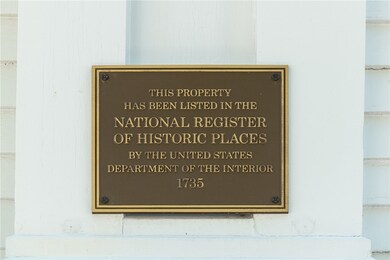 THIS PROPERTY
HAS BEEN LISTED IN THE
NATIONAL REGISTER
OF HISTORIC PLACES
BY THE UNITED STATES
DEPARTMENT OF THE INTERIOR
1735